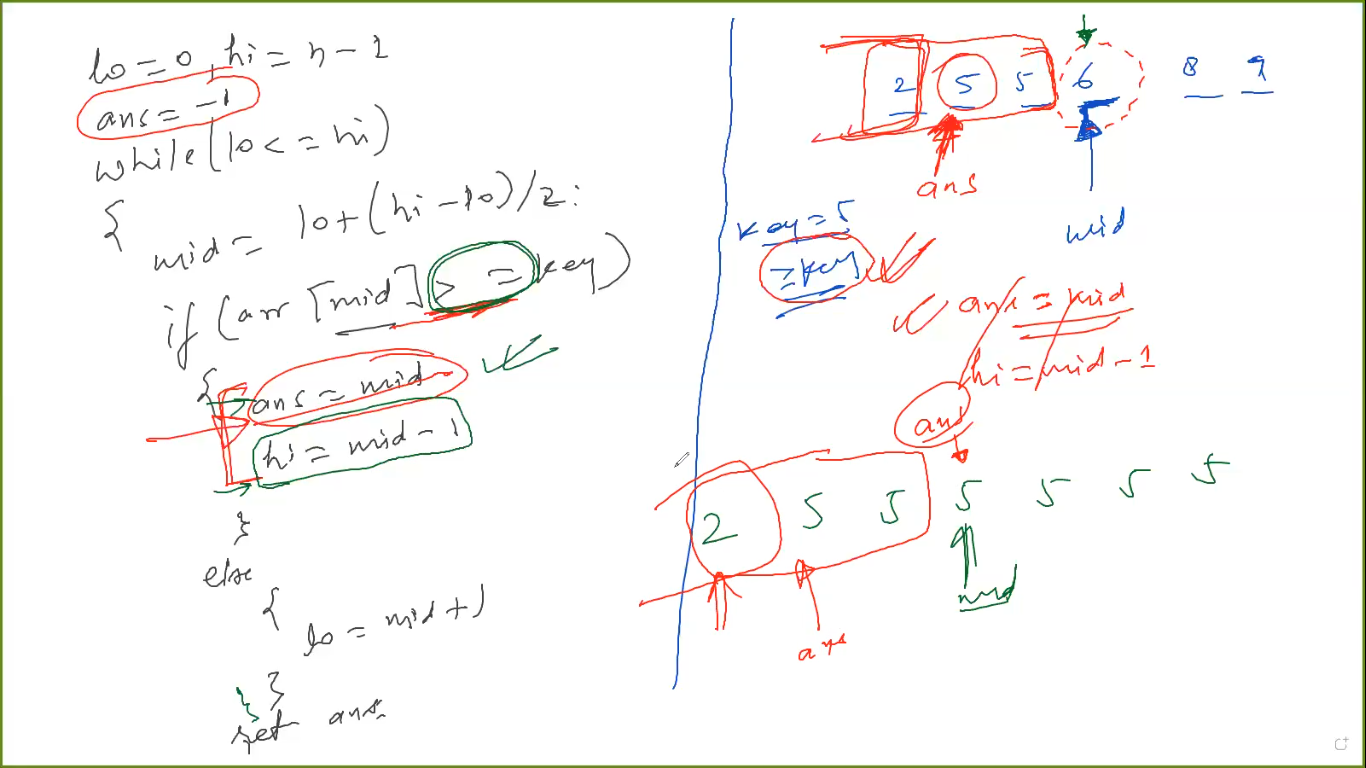 lo = 0, hi = n - 1
ans = -1
while (lo <= hi)
{
mid = lo + (hi - lo)/2;
if (arr [mid] > = key)
{
ans = mid
hi = mid - 1
}
else
{
lo = mid + 1
}
}
ret ans
2 5 5 6 8 9
ans
mid
key = 5
≥ key
ans = mid
hi = mid - 1
ans
2 5 5 5 5 5 5
mid
ans